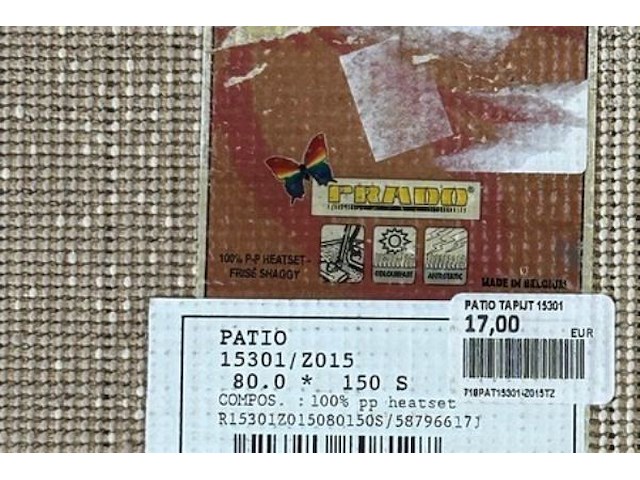 PRADO®
100% P-P HEATSET -
FRISÉ SHAGGY
COLOURFAST
ANTISTATIC
MADE IN BELGIUM
PATIO TAPIJT 15301
17,00 EUR
718PAT15301-Z015TZ
PATIO
15301/Z015
80.0 * 150 S
COMPOS. : 100% pp heatset
R15301Z015080150S/58796617j